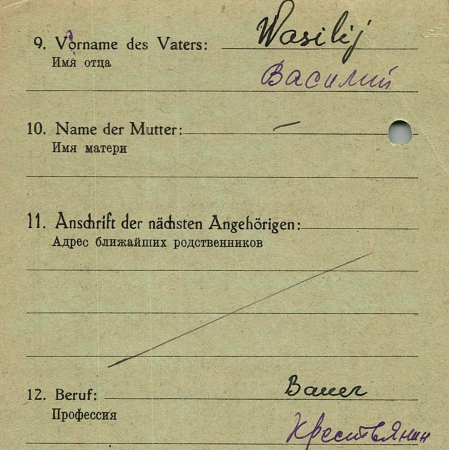 9. Vorname des Vaters: Wasilij
Имя отца Василий
10. Name der Mutter: —
Имя матери
11. Anschrift der nächsten Angehörigen:
Адрес ближайших родственников
12. Beruf: Bauer
Профессия Крестьянин